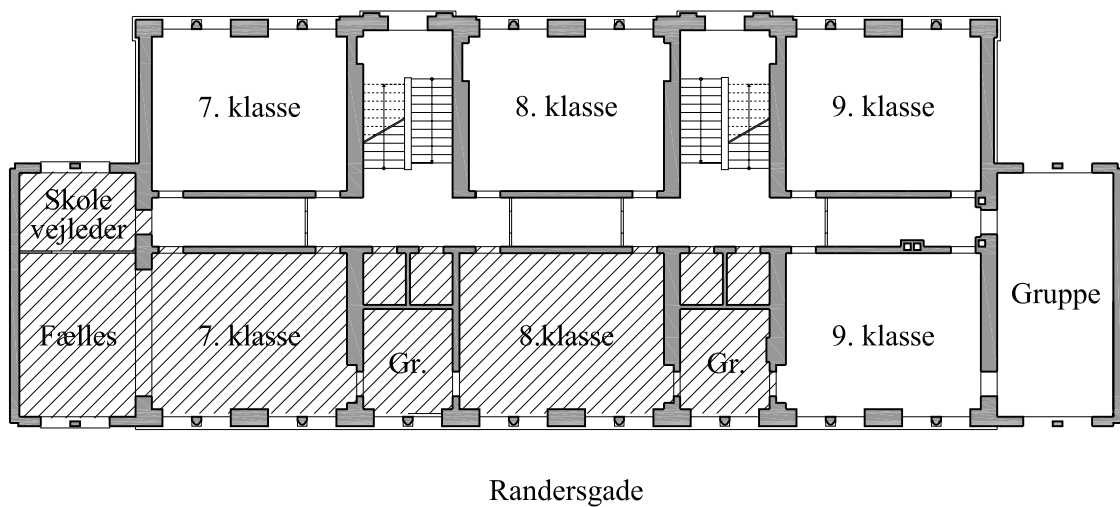 7. klasse
8. klasse
9. klasse
Skole
vejleder
Fælles
7. klasse
Gr.
8.klasse
Gr.
9. klasse
Gruppe
Randersgade